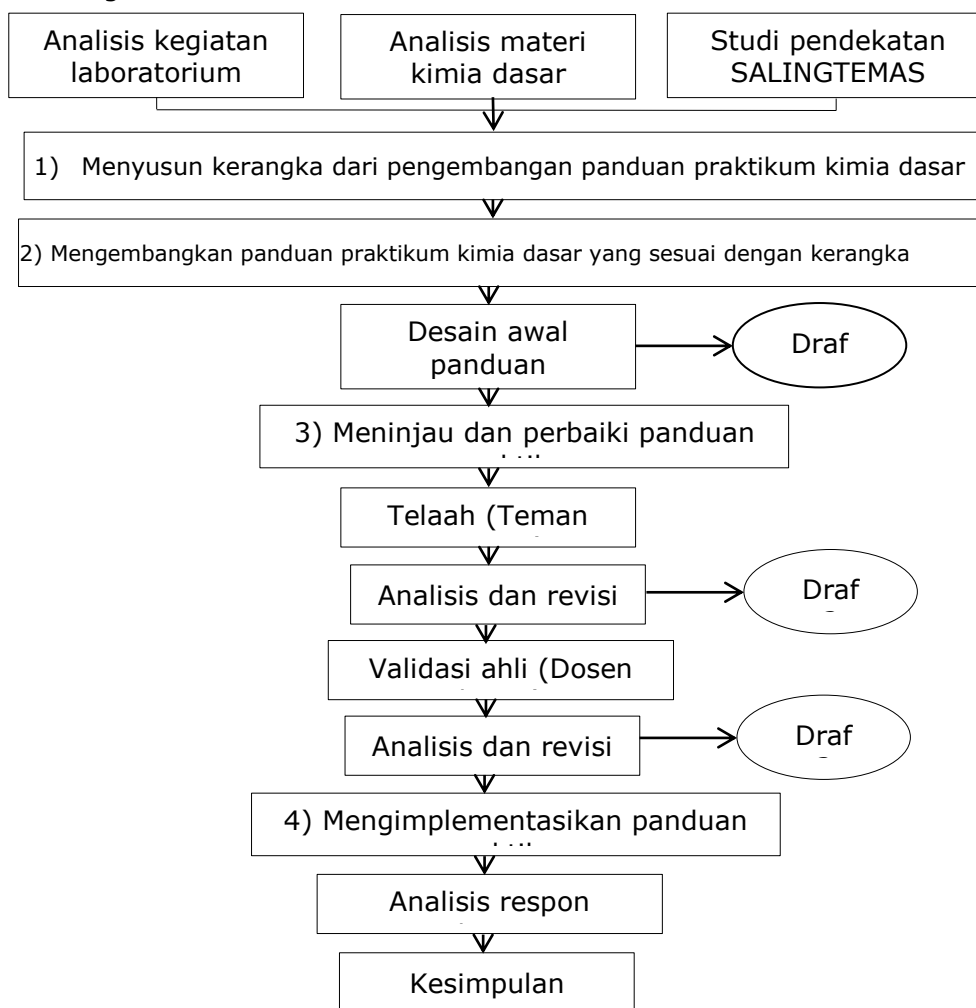 Analisis kegiatan
laboratorium
Analisis materi
kimia dasar
Studi pendekatan
SALINGTEMAS
1) Menyusun kerangka dari pengembangan panduan praktikum kimia dasar
2) Mengembangkan panduan praktikum kimia dasar yang sesuai dengan kerangka
Desain awal
panduan
Draf
3) Meninjau dan perbaiki panduan
Telaah (Teman
Analisis dan revisi
Draf
Validasi ahli (Dosen
Analisis dan revisi
Draf
4) Mengimplementasikan panduan
Analisis respon
Kesimpulan